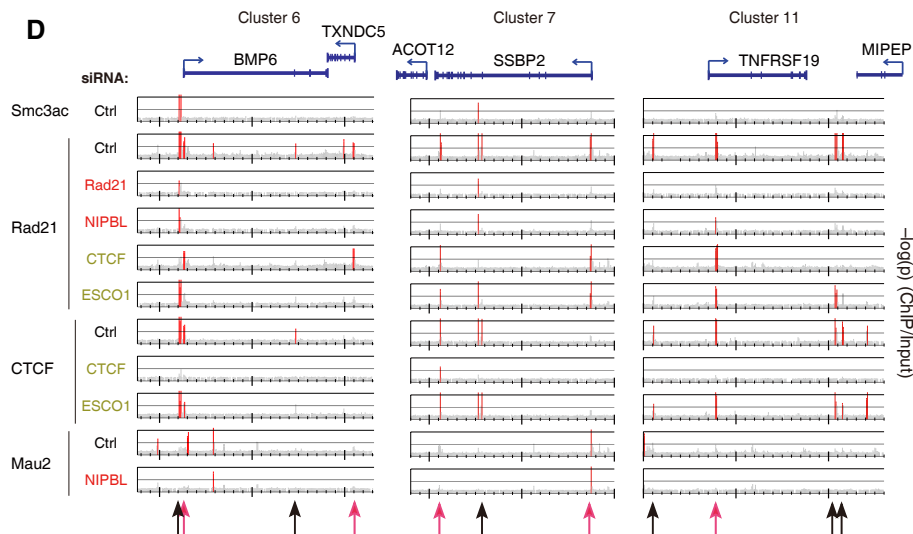 D
Cluster 6
Cluster 7
Cluster 11
TXNDC5
ACOT12
MIPEP
BMP6
SSBP2
TNFRSF19
siRNA:
Smc3ac
Ctrl
Rad21
Ctrl
Rad21
NIPBL
CTCF
ESCO1
CTCF
Ctrl
CTCF
ESCO1
Mau2
Ctrl
NIPBL
–log(p) (ChIP/Input)